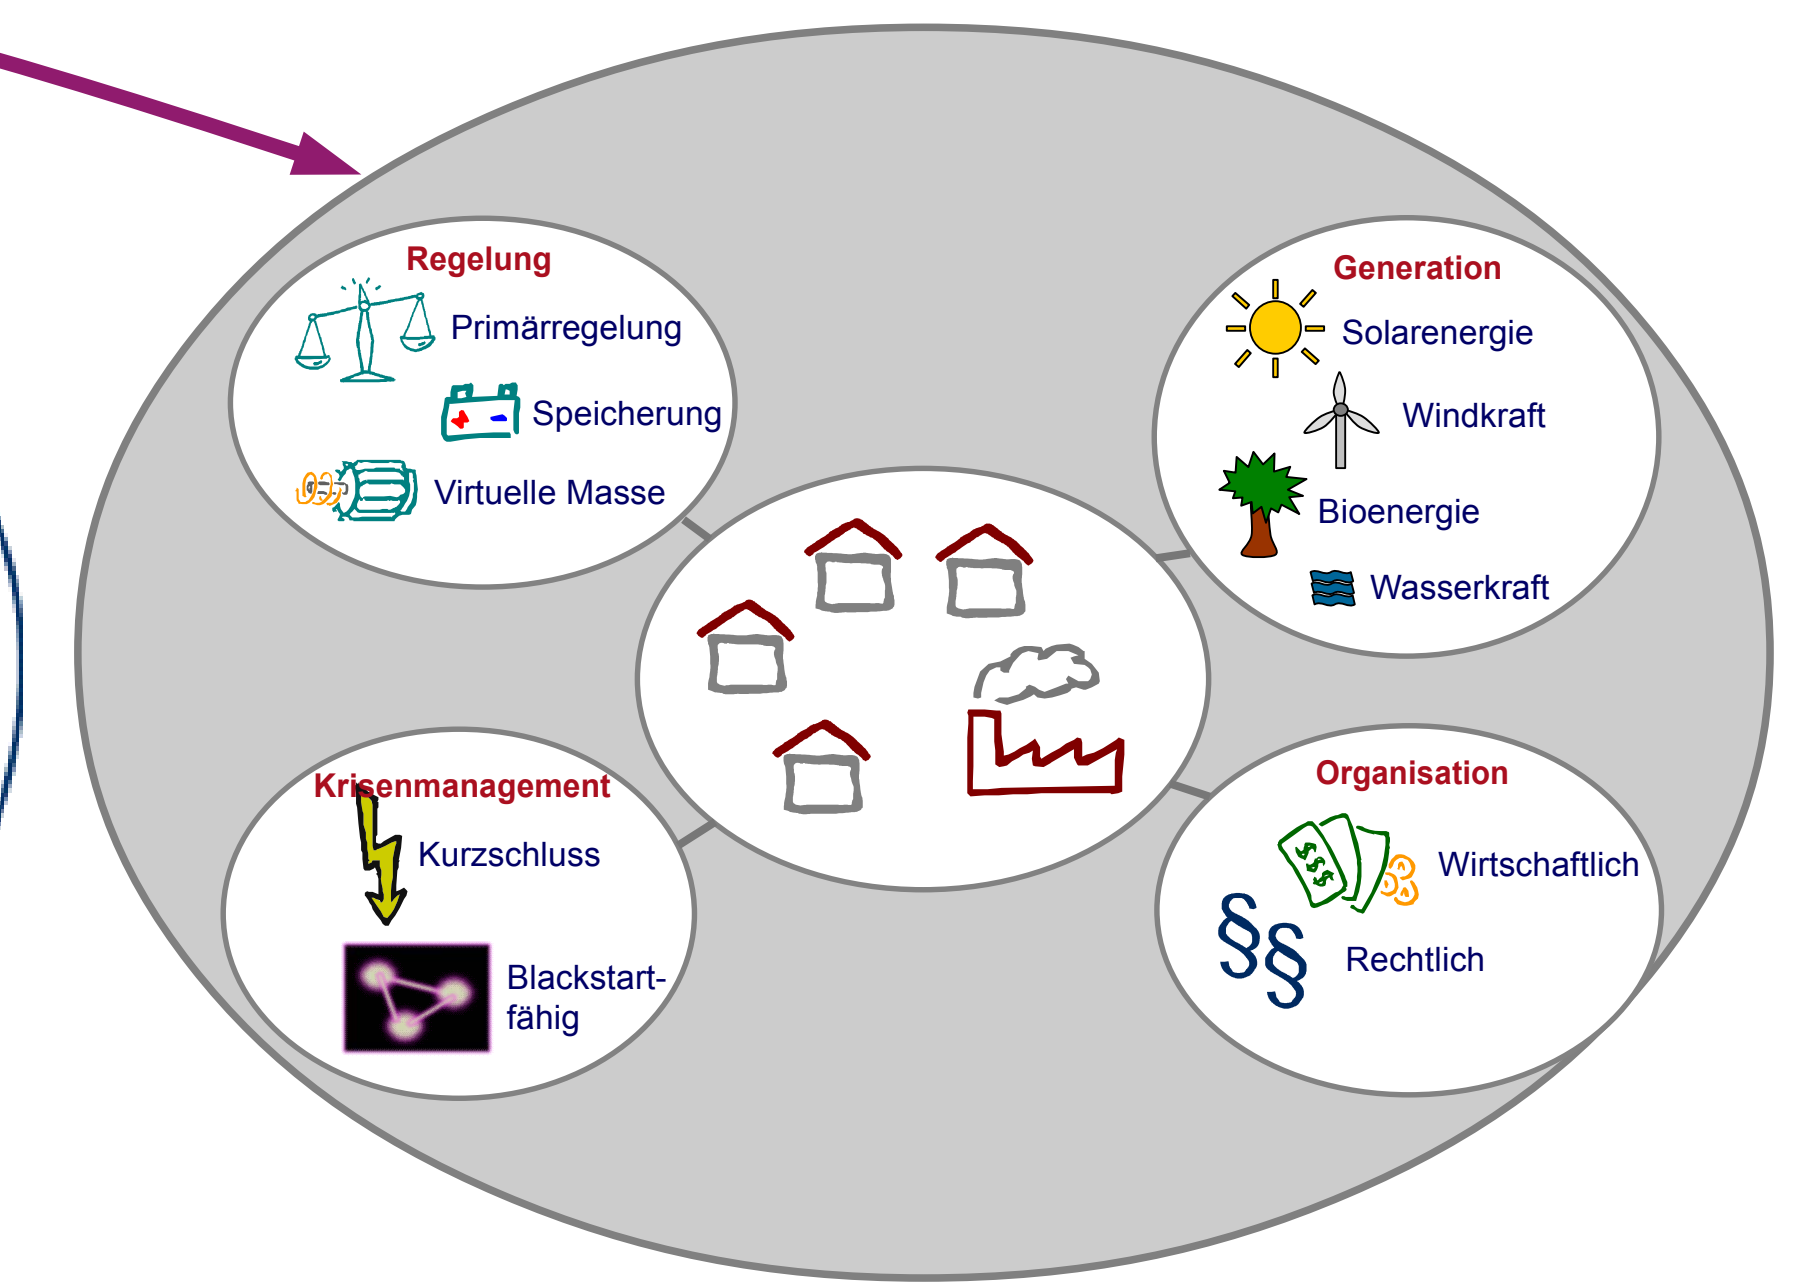 Regelung
Primärregelung
Speicherung
Virtuelle Masse
Generation
Solarenergie
Windkraft
Bioenergie
Wasserkraft
Krisenmanagement
Kurzschluss
Blackstart-
fähig
Organisation
$$$
Wirtschaftlich
§§
Rechtlich